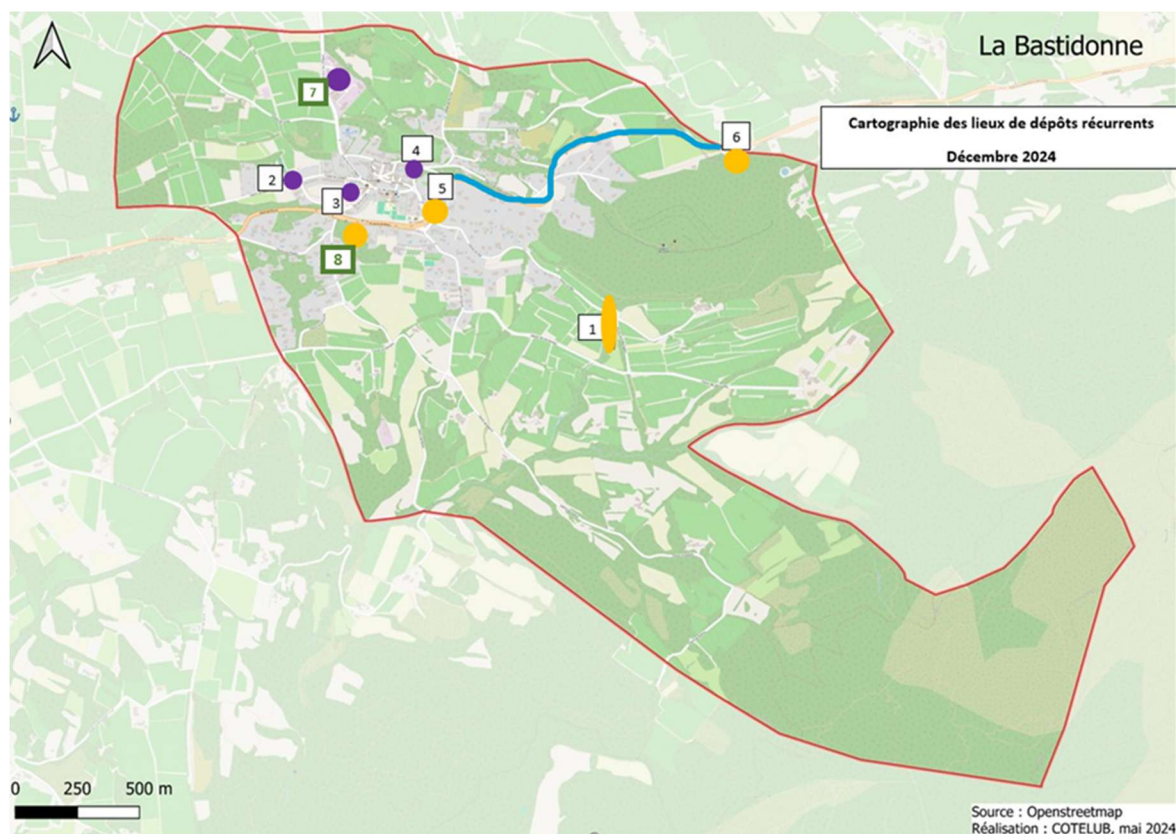 La Bastidonne
Cartographie des lieux de dépôts récurrents
Décembre 2024
7
4
6
2
5
3
8
1
0 250 500 m
Source : Openstreetmap
Réalisation : COTELUB, mai 2024